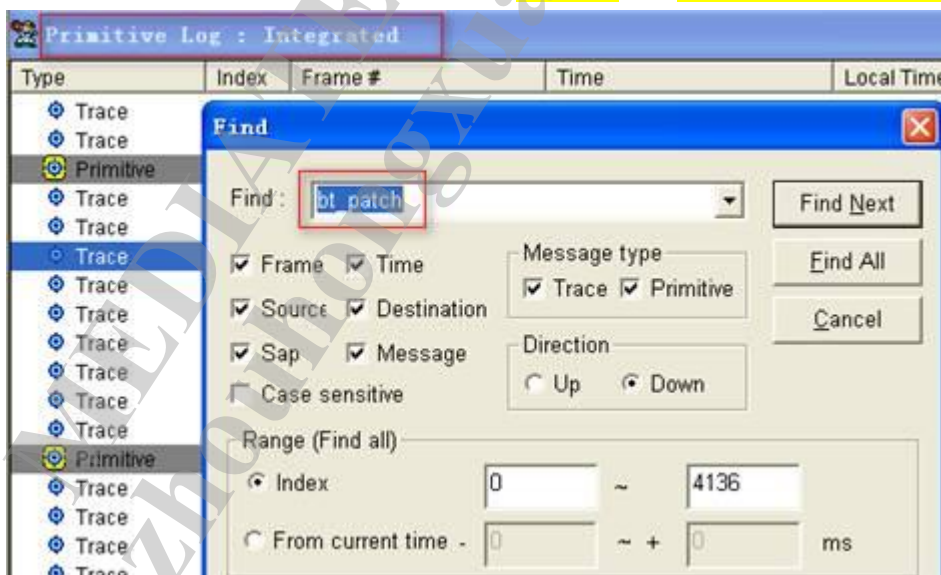 Primitive Log : Integrated
Type Index Frame # Time Local Time
Trace
Trace
Primitive
Trace
Trace
Trace
Trace
Trace
Trace
Trace
Trace
Trace
Primitive
Trace
Trace
Trace
Trace
Find
Find : bt_patch
Find Next
Find All
Cancel
Frame Time
Source Destination
Sap Message
Case sensitive
Message type
Trace Primitive
Direction
Up Down
Range (Find all)
Index 0 ~ 4136
From current time - 0 ~ + 0 ms